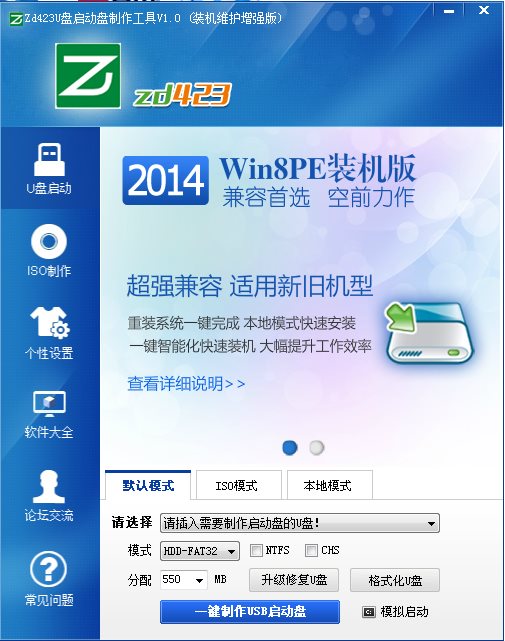 Zd423U盘启动盘制作工具V1.0 (装机维护增强版)
Z
zd423
U盘启动
ISO制作
个性设置
软件大全
论坛交流
常见问题
2014
Win8PE装机版
兼容首选 空前力作
超强兼容 适用新旧机型
重装系统一键完成 本地模式快速安装
一键智能化快速装机 大幅提升工作效率
查看详细说明>>
默认模式 ISO模式 本地模式
请选择 请插入需要制作启动盘的U盘!
模式 HDD-FAT32 NTFS CHS
分配 550 MB 升级修复U盘 格式化U盘
一键制作USB启动盘 模拟启动